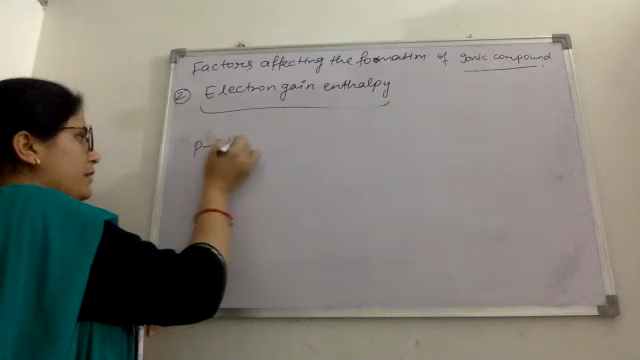 Factors affecting the formation of Ionic compound.
② Electron gain enthalpy
P-